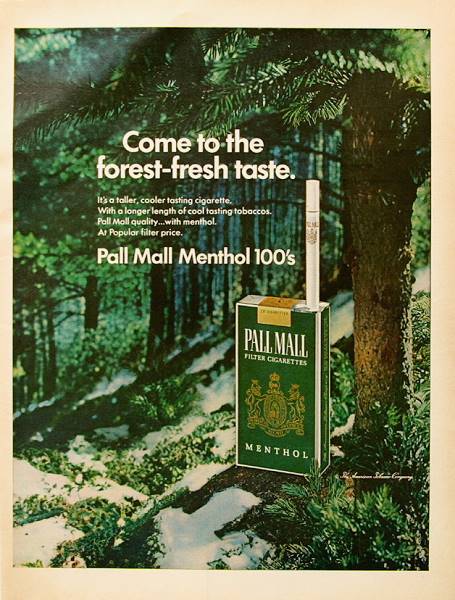 Come to the
forest-fresh taste.
It's a taller, cooler tasting cigarette.
With a longer length of cool tasting tobaccos.
Pall Mall quality...with menthol.
At Popular filter price.
Pall Mall Menthol 100's
PALL MALL
PALL MALL
FILTER CIGARETTES
MENTHOL
The American Tobacco Company